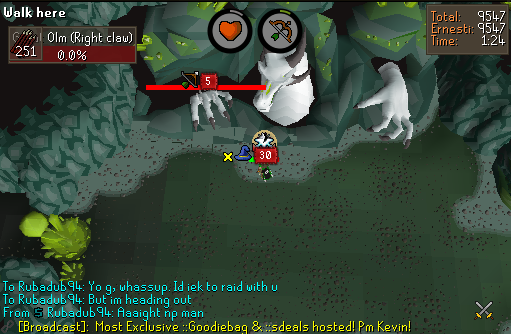 Walk here
Total: 9547
Ernesti: 9547
Time: 1:24
251
Olm (Right claw)
0.0%
5
30
To Rubadub94: Yo g, whassup. Id iek to raid with u
To Rubadub94: But im heading out
From S Rubadub94: Aaaight np man
[Broadcast]: Most Exclusive ::Goodiebag & ::sdeals hosted! Pm Kevin!